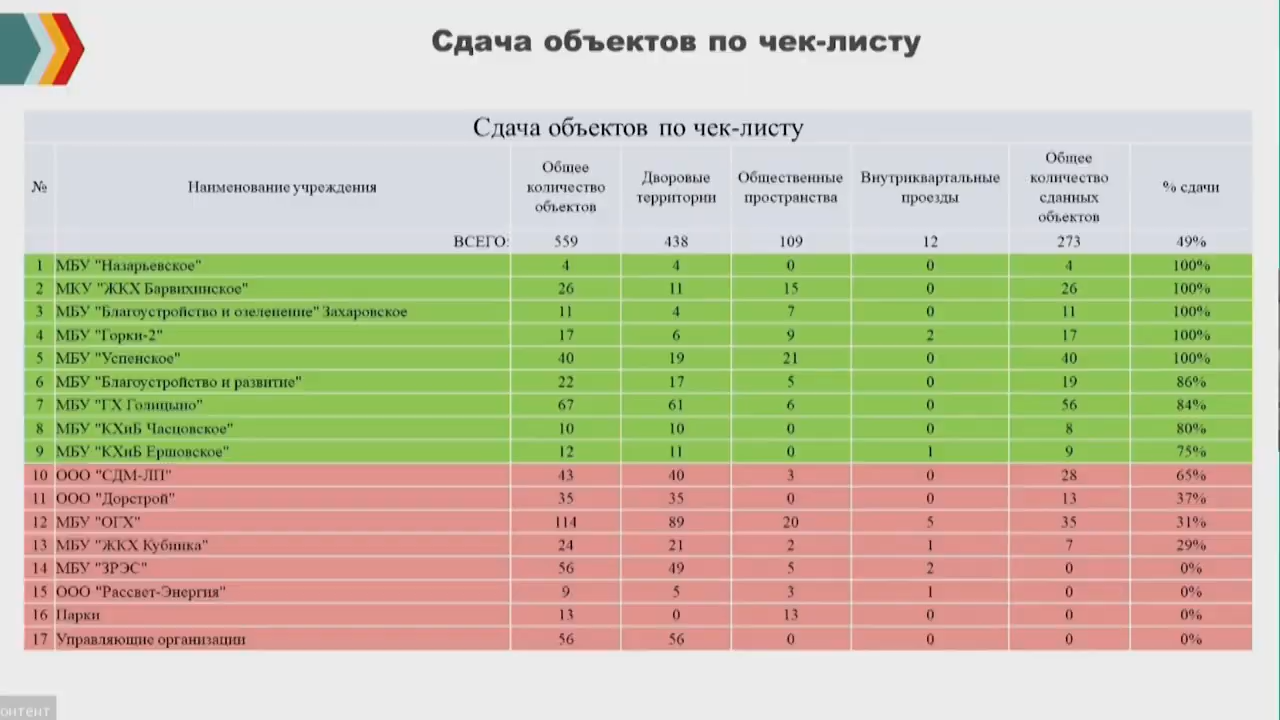 Сдача объектов по чек-листу
Сдача объектов по чек-листу
№ Наименование учреждения Общее количество объектов Дворовые территории Общественные пространства Внутриквартальные проезды Общее количество сданных объектов % сдачи
ВСЕГО: 559 438 109 12 273 49%
1 МБУ "Назарьевское" 4 4 0 0 4 100%
2 МКУ "ЖКХ Барвихинское" 26 11 15 0 26 100%
3 МБУ "Благоустройство и озеленение" Захаровское 11 4 7 0 11 100%
4 МБУ "Горки-2" 17 6 9 2 17 100%
5 МБУ "Успенское" 40 19 21 0 40 100%
6 МБУ "Благоустройство и развитие" 22 17 5 0 19 86%
7 МБУ "ГХ Голицыно" 67 61 6 0 56 84%
8 МБУ "КХиБ Часцовское" 10 10 0 0 8 80%
9 МБУ "КХиБ Ершовское" 12 11 0 1 9 75%
10 ООО "СДМ-ЛП" 43 40 3 0 28 65%
11 ООО "Дорстрой" 35 35 0 0 13 37%
12 МБУ "ОГХ" 114 89 20 5 35 31%
13 МБУ "ЖКХ Кубинка" 24 21 2 1 7 29%
14 МБУ "ЗРЭС" 56 49 5 2 0 0%
15 ООО "Рассвет-Энергия" 9 5 3 1 0 0%
16 Парки 13 0 13 0 0 0%
17 Управляющие организации 56 56 0 0 0 0%
онтент